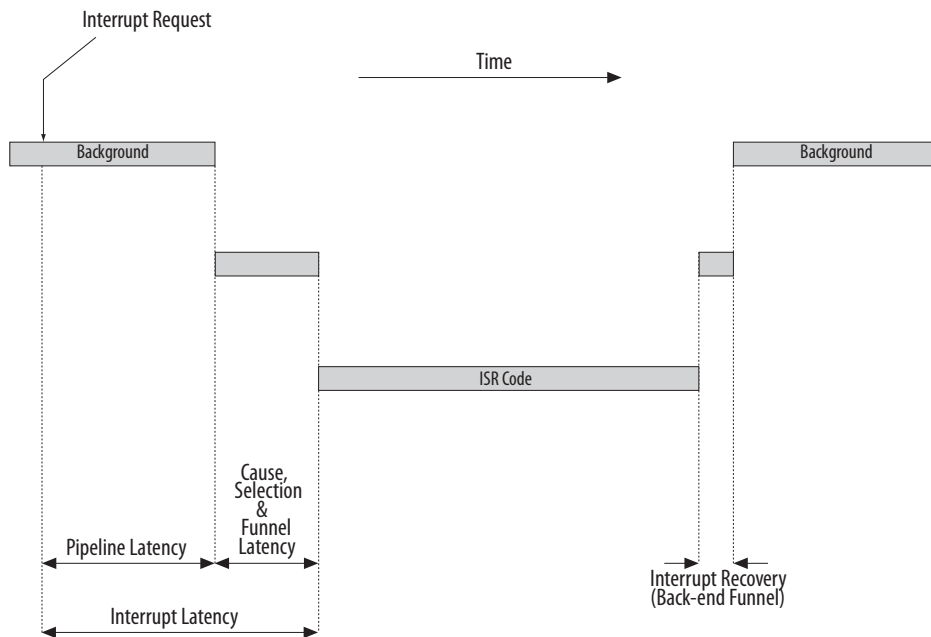 Interrupt Request
Time
Background
Background
ISR Code
Cause,
Selection
&
Funnel
Latency
Pipeline Latency
Interrupt Recovery
(Back-end Funnel)
Interrupt Latency